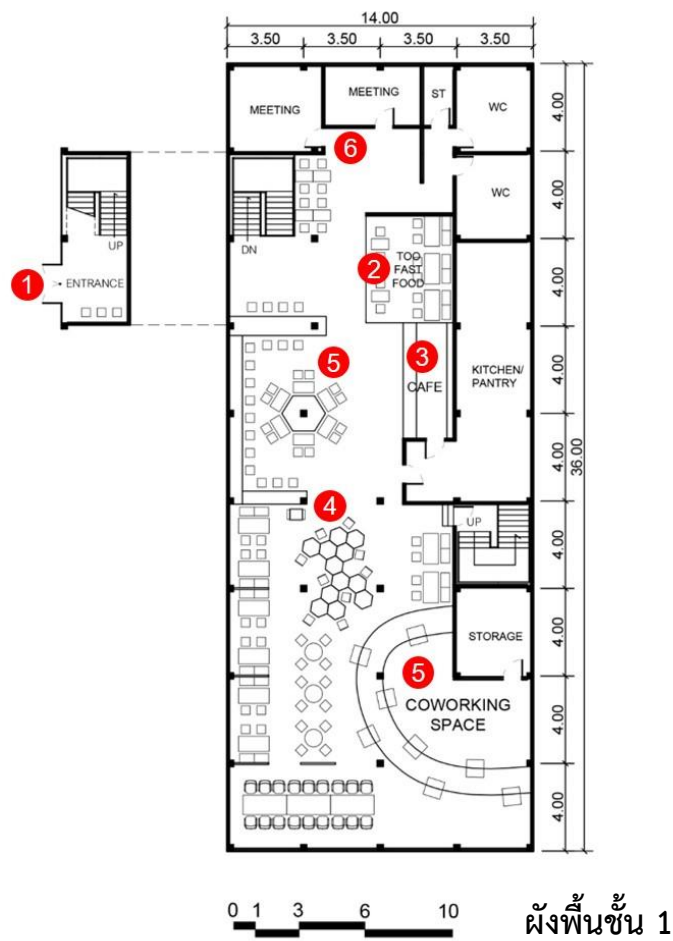 14.00
3.50 3.50 3.50 3.50
MEETING
MEETING
ST
WC
4.00
6
WC
4.00
UP
DN
1
ENTRANCE
2
TOO
FAST
FOOD
4.00
5
3
CAFE
KITCHEN/
PANTRY
4.00
36.00
4.00
4
UP
4.00
STORAGE
4.00
5
COWORKING
SPACE
4.00
4.00
0 1 3 6 10
ผังพื้นชั้น 1